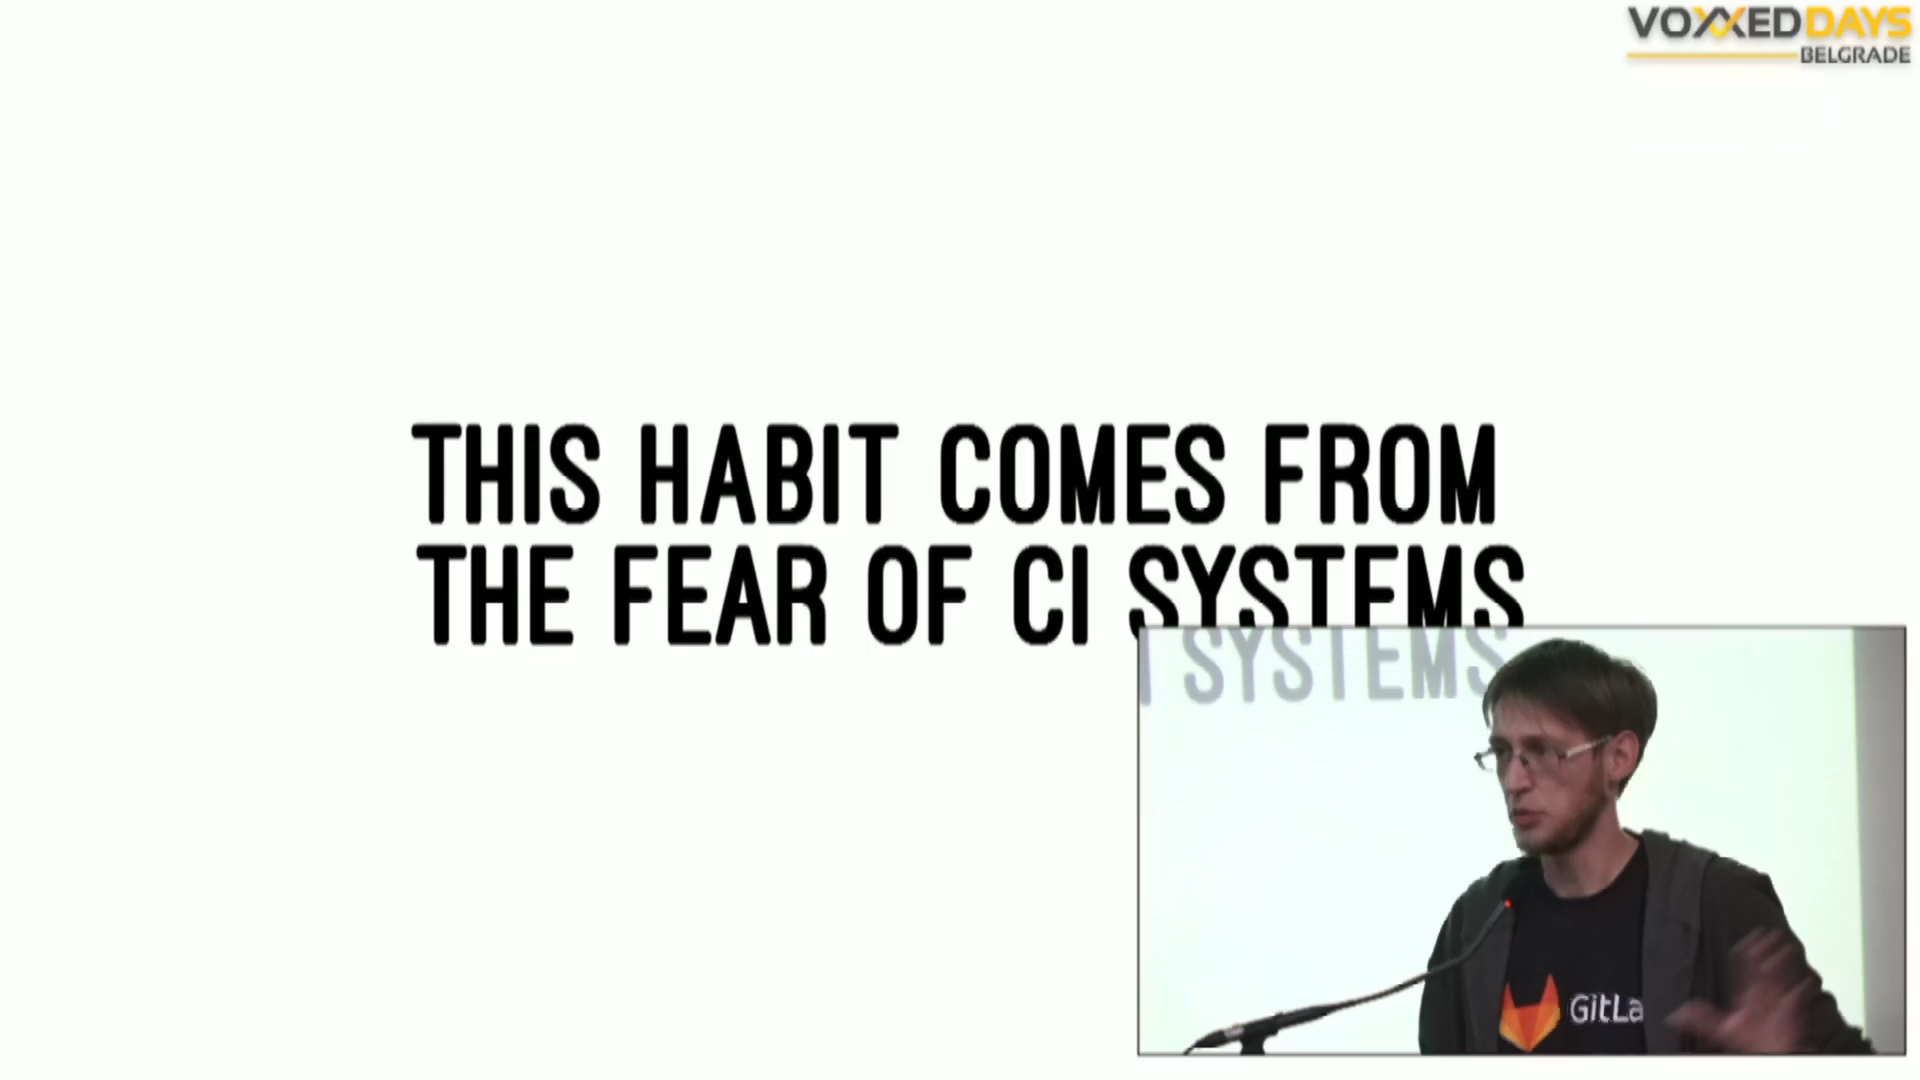 VOXXEDDAYS
BELGRADE
THIS HABIT COMES FROM
THE FEAR OF CI SYSTEMS
I SYSTEMS
GitLa